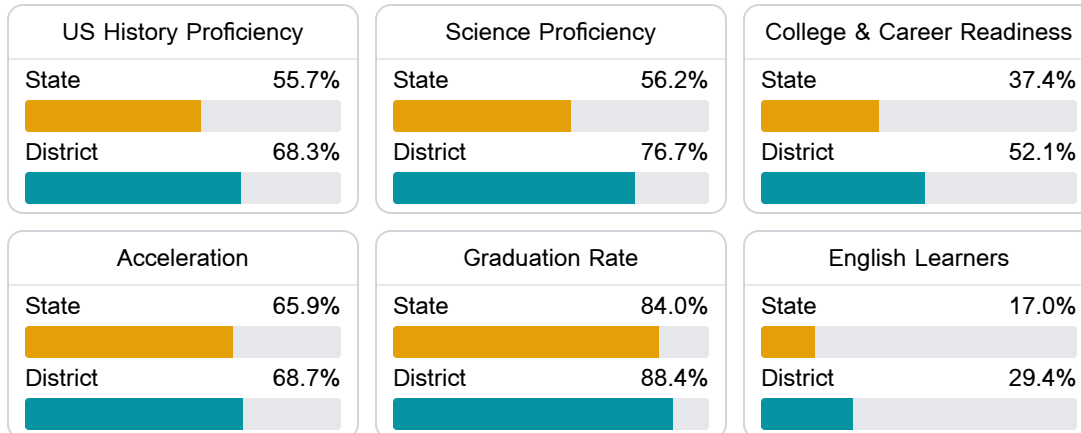 US History Proficiency
State 55.7%
District 68.3%
Science Proficiency
State 56.2%
District 76.7%
College & Career Readiness
State 37.4%
District 52.1%
Acceleration
State 65.9%
District 68.7%
Graduation Rate
State 84.0%
District 88.4%
English Learners
State 17.0%
District 29.4%